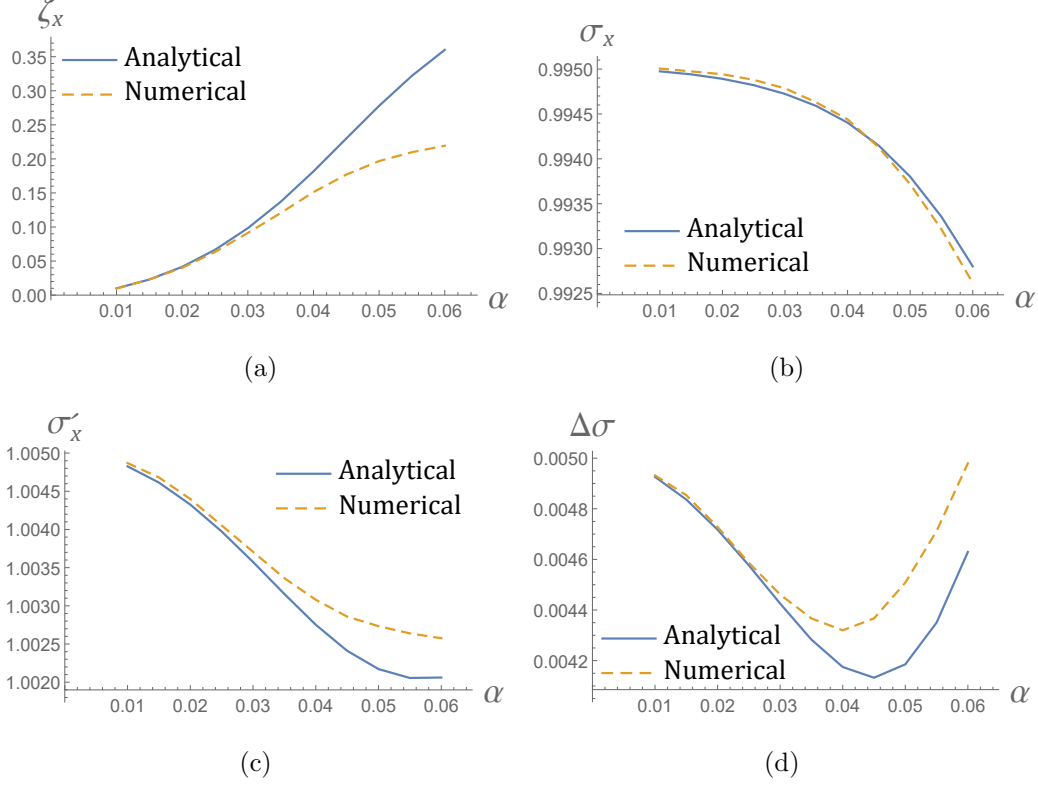 ζx
0.35
0.30
0.25
0.20
0.15
0.10
0.05
0.00
Analytical
Numerical
0.01 0.02 0.03 0.04 0.05 0.06 α
(a)
σx
0.9950
0.9945
0.9940
0.9935
0.9930
0.9925
Analytical
Numerical
0.01 0.02 0.03 0.04 0.05 0.06 α
(b)
σ′x
1.0050
1.0045
1.0040
1.0035
1.0030
1.0025
1.0020
Analytical
Numerical
0.01 0.02 0.03 0.04 0.05 0.06 α
(c)
Δσ
0.0050
0.0048
0.0046
0.0044
0.0042
Analytical
Numerical
0.01 0.02 0.03 0.04 0.05 0.06 α
(d)